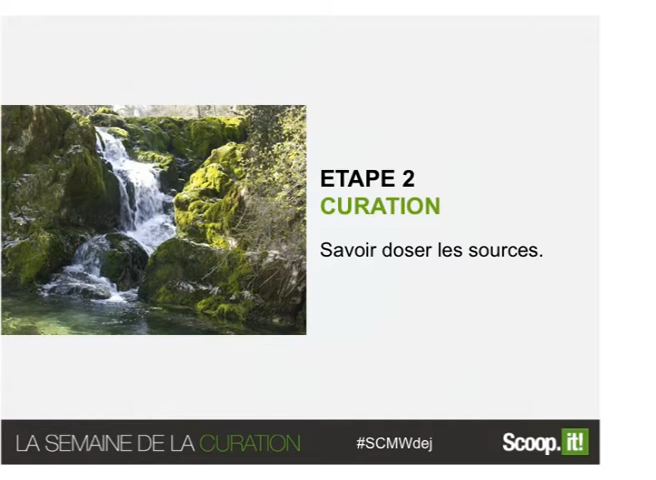 ETAPE 2
CURATION
Savoir doser les sources.
LA SEMAINE DE LA CURATION
#SCMWdej
Scoop.it!